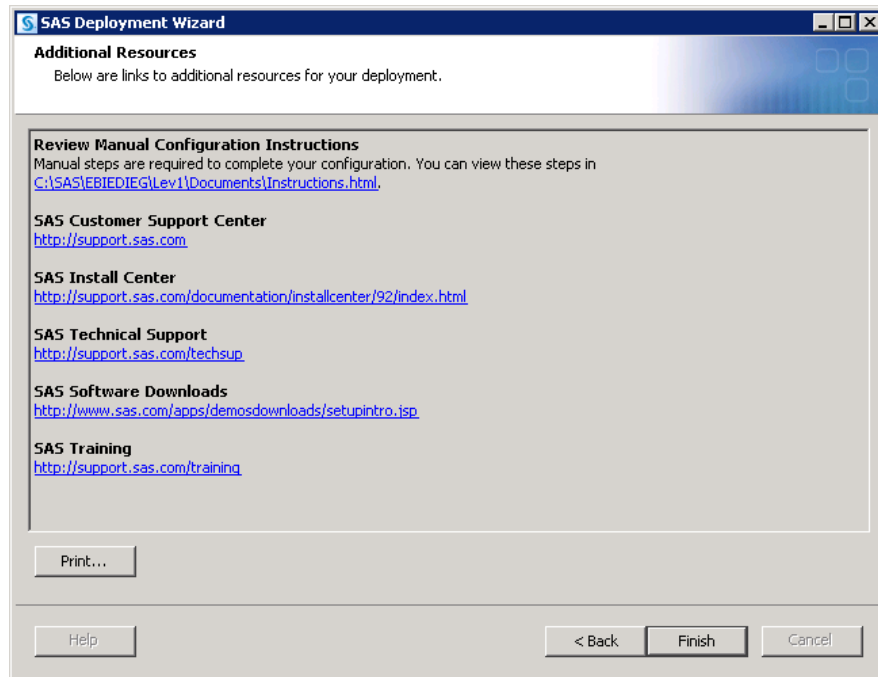 SAS Deployment Wizard
Additional Resources
Below are links to additional resources for your deployment.
Review Manual Configuration Instructions
Manual steps are required to complete your configuration. You can view these steps in
C:\SAS\EBIEDIEG\Lev1\Documents\Instructions.html.
SAS Customer Support Center
http://support.sas.com
SAS Install Center
http://support.sas.com/documentation/installcenter/92/index.html
SAS Technical Support
http://support.sas.com/techsup
SAS Software Downloads
http://www.sas.com/apps/demosdownloads/setupintro.jsp
SAS Training
http://support.sas.com/training
Print...
Help
< Back
Finish
Cancel